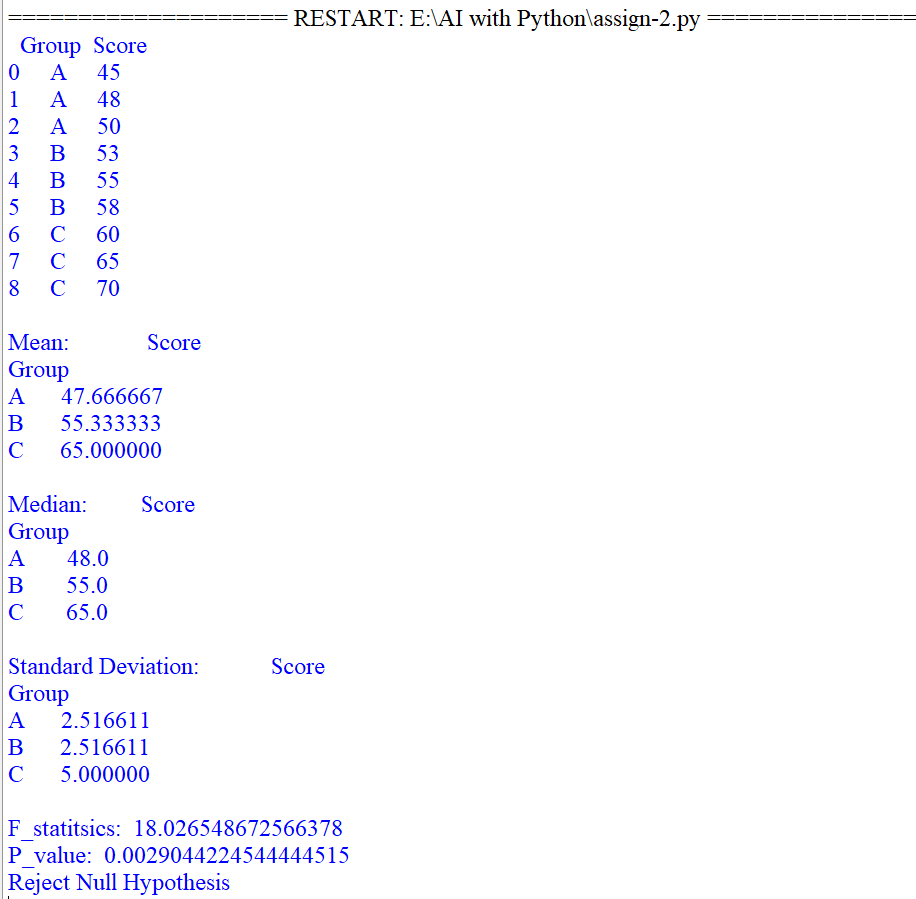 ==================== RESTART: E:\AI with Python\assign-2.py ===============
Group Score
0 A 45
1 A 48
2 A 50
3 B 53
4 B 55
5 B 58
6 C 60
7 C 65
8 C 70
Mean: Score
Group
A 47.666667
B 55.333333
C 65.000000
Median: Score
Group
A 48.0
B 55.0
C 65.0
Standard Deviation: Score
Group
A 2.516611
B 2.516611
C 5.000000
F_statitsics: 18.026548672566378
P_value: 0.0029044224544444515
Reject Null Hypothesis